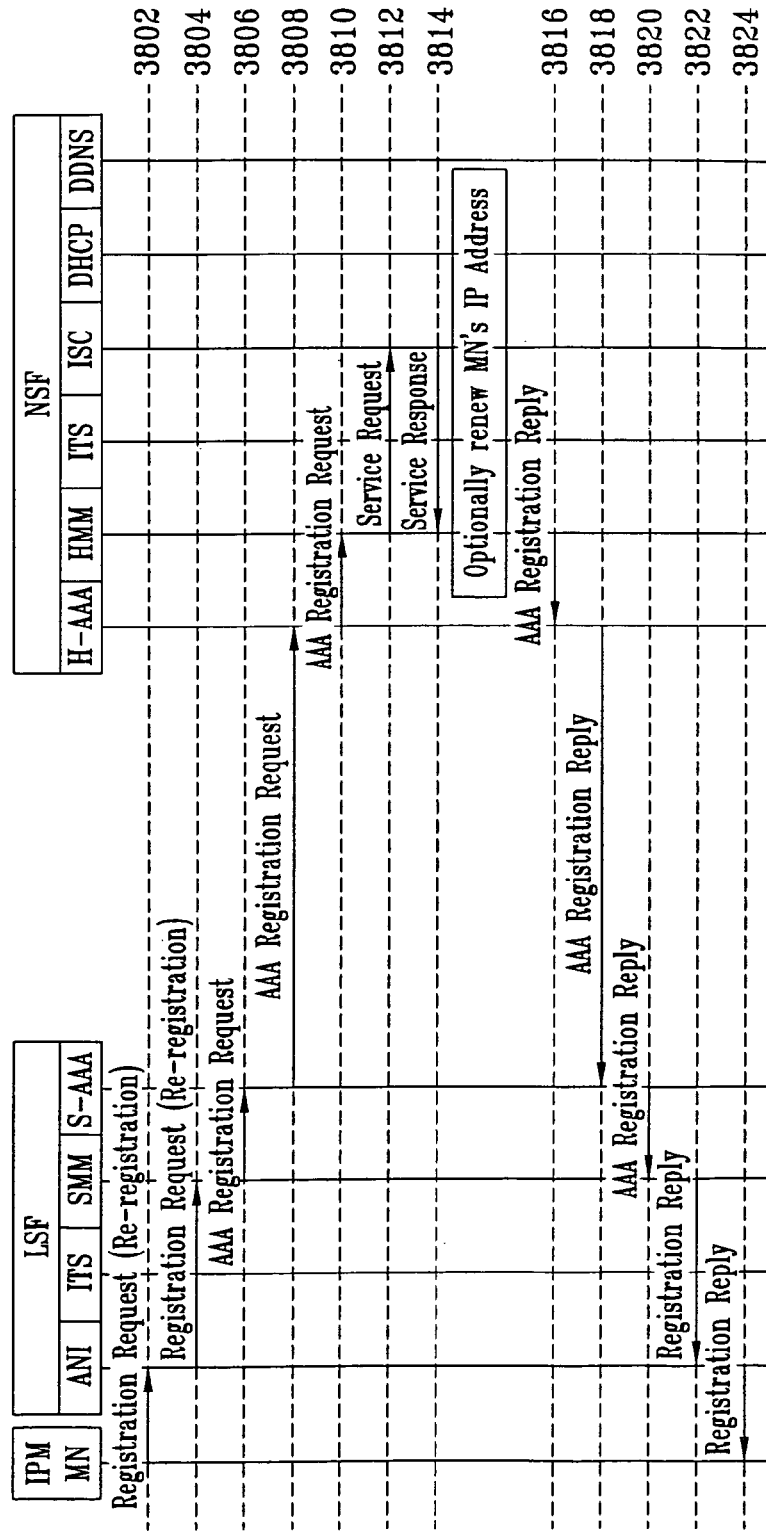 IPM
MN
LSF
ANI ITS SMM S-AAA
NSF
H-AAA HMM ITS ISC DHCP DDNS
Registration Request (Re-registration)
3802
Registration Request (Re-registration)
3804
AAA Registration Request
3806
AAA Registration Request
3808
AAA Registration Request
3810
Service Request
3812
Service Response
3814
Optionally renew MN's IP Address
AAA Registration Reply
3816
AAA Registration Reply
3818
AAA Registration Reply
3820
Registration Reply
3822
Registration Reply
3824